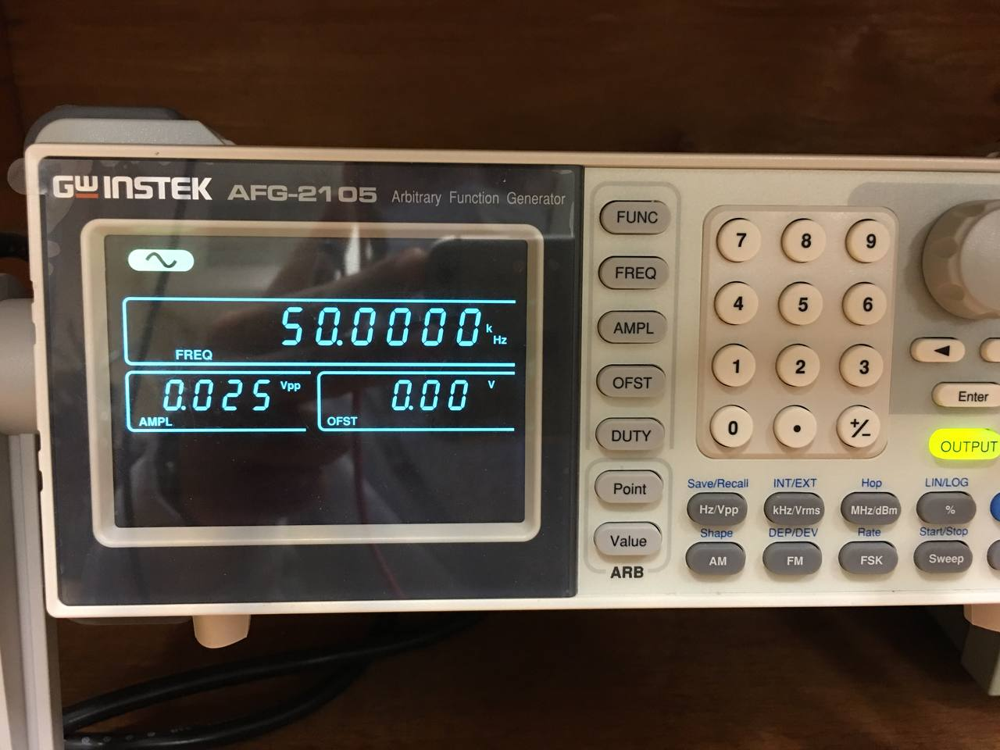 GW INSTEK AFG-2105 Arbitrary Function Generator
50.0000 kHz
FREQ
0.025 Vpp
AMPL
0.00 V
OFST
FUNC
FREQ
AMPL
OFST
DUTY
Point
Value
ARB
7 8 9
4 5 6
1 2 3
0 • +/-
Enter
OUTPUT
Save/Recall INT/EXT Hop LIN/LOG
Hz/Vpp kHz/Vrms MHz/dBm %
Shape DEP/DEV Rate Start/Stop
AM FM FSK Sweep